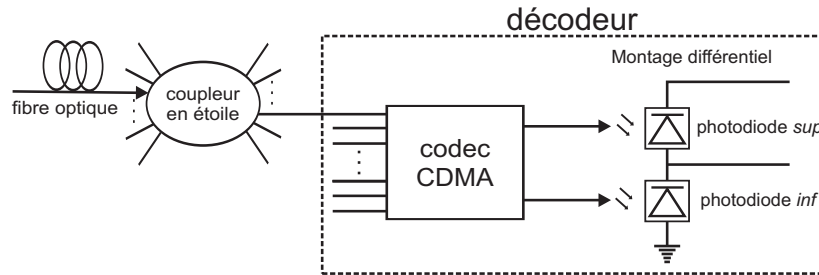 décodeur
Montage différentiel
fibre optique
coupleur
en étoile
codec
CDMA
photodiode sup
photodiode inf